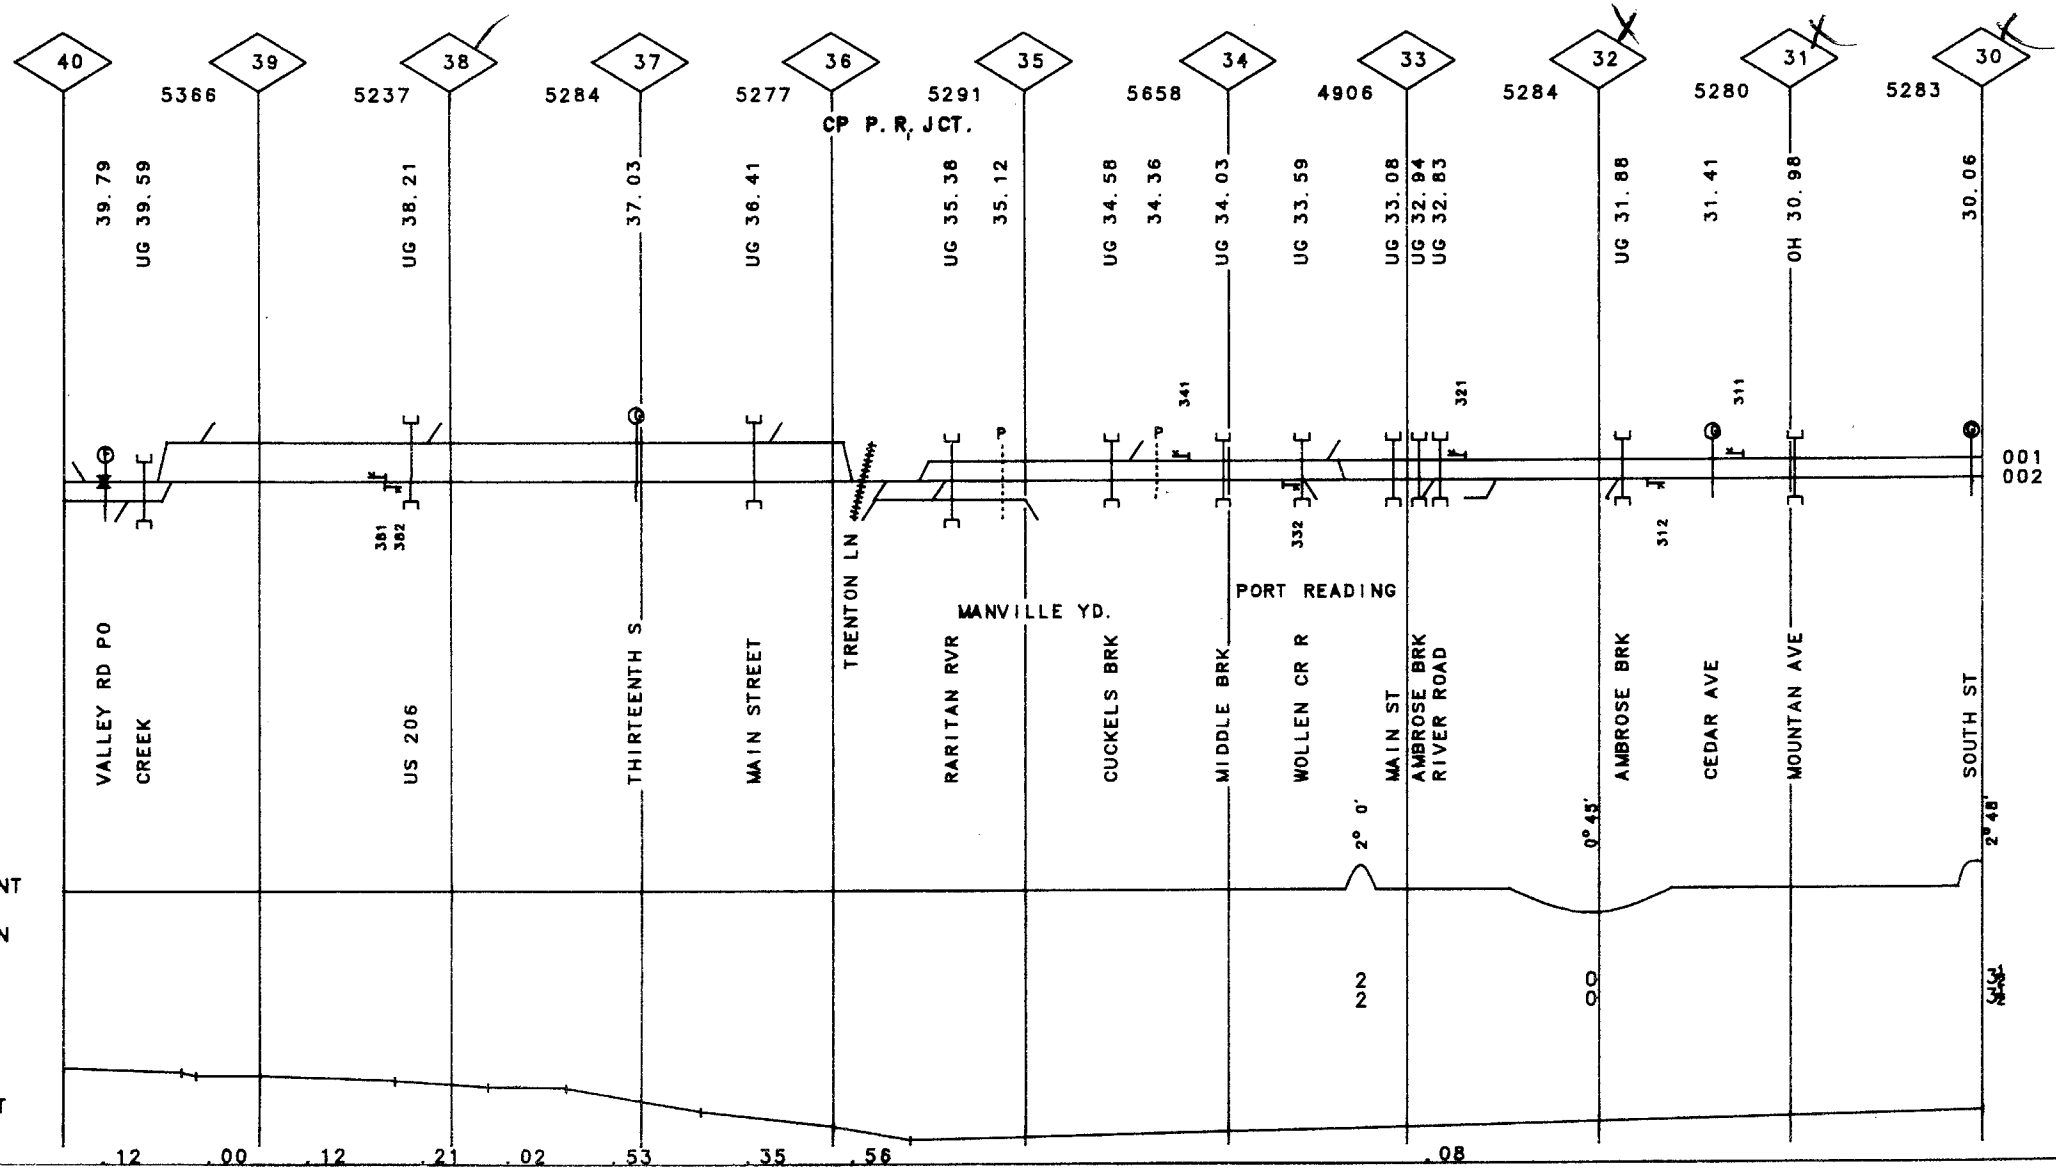 40 39 38 37 36 35 34 33 32 31 30
5366 5237 5284 5277 5291 5658 4906 5284 5280 5283
CP P.R. JCT.
39.79
UG 39.59
UG 38.21
37.03
UG 36.41
UG 35.38
35.12
UG 34.58
34.36
UG 34.03
UG 33.59
UG 33.08
UG 32.94
UG 32.83
UG 31.88
31.41
OH 30.98
30.06
341
321
311
P
P
001
002
381
382
332
312
TRENTON LN
MANVILLE YD.
PORT READING
VALLEY RD PO
CREEK
US 206
THIRTEENTH S
MAIN STREET
RARITAN RVR
CUCKELS BRK
MIDDLE BRK
WOLLEN CR R
MAIN ST
AMBROSE BRK
RIVER ROAD
AMBROSE BRK
CEDAR AVE
MOUNTAN AVE
SOUTH ST
2° 0'
0° 45'
2° 48'
NT
N
2
2
0
0
T
.12 .00 .12 .21 .02 .53 .35 .56 .08